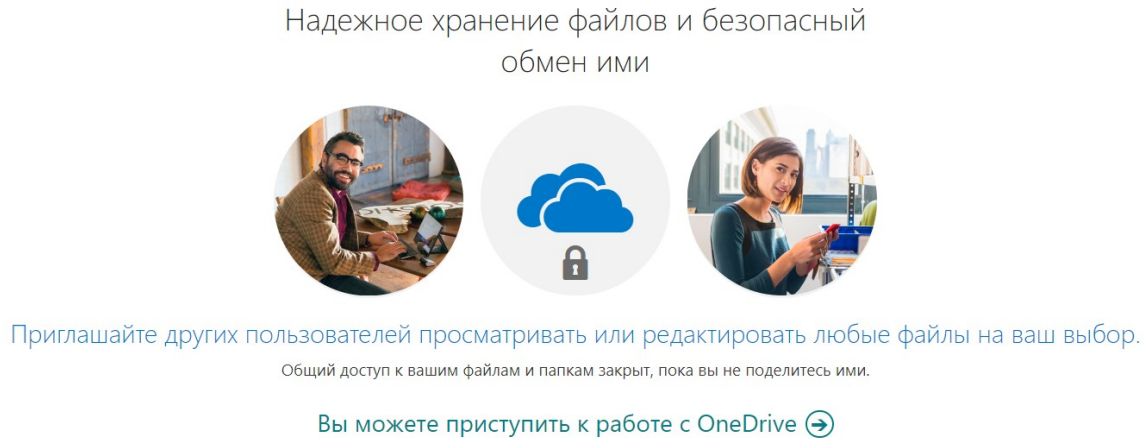 Надежное хранение файлов и безопасный
обмен ими
Приглашайте других пользователей просматривать или редактировать любые файлы на ваш выбор.
Общий доступ к вашим файлам и папкам закрыт, пока вы не поделитесь ими.
Вы можете приступить к работе с OneDrive